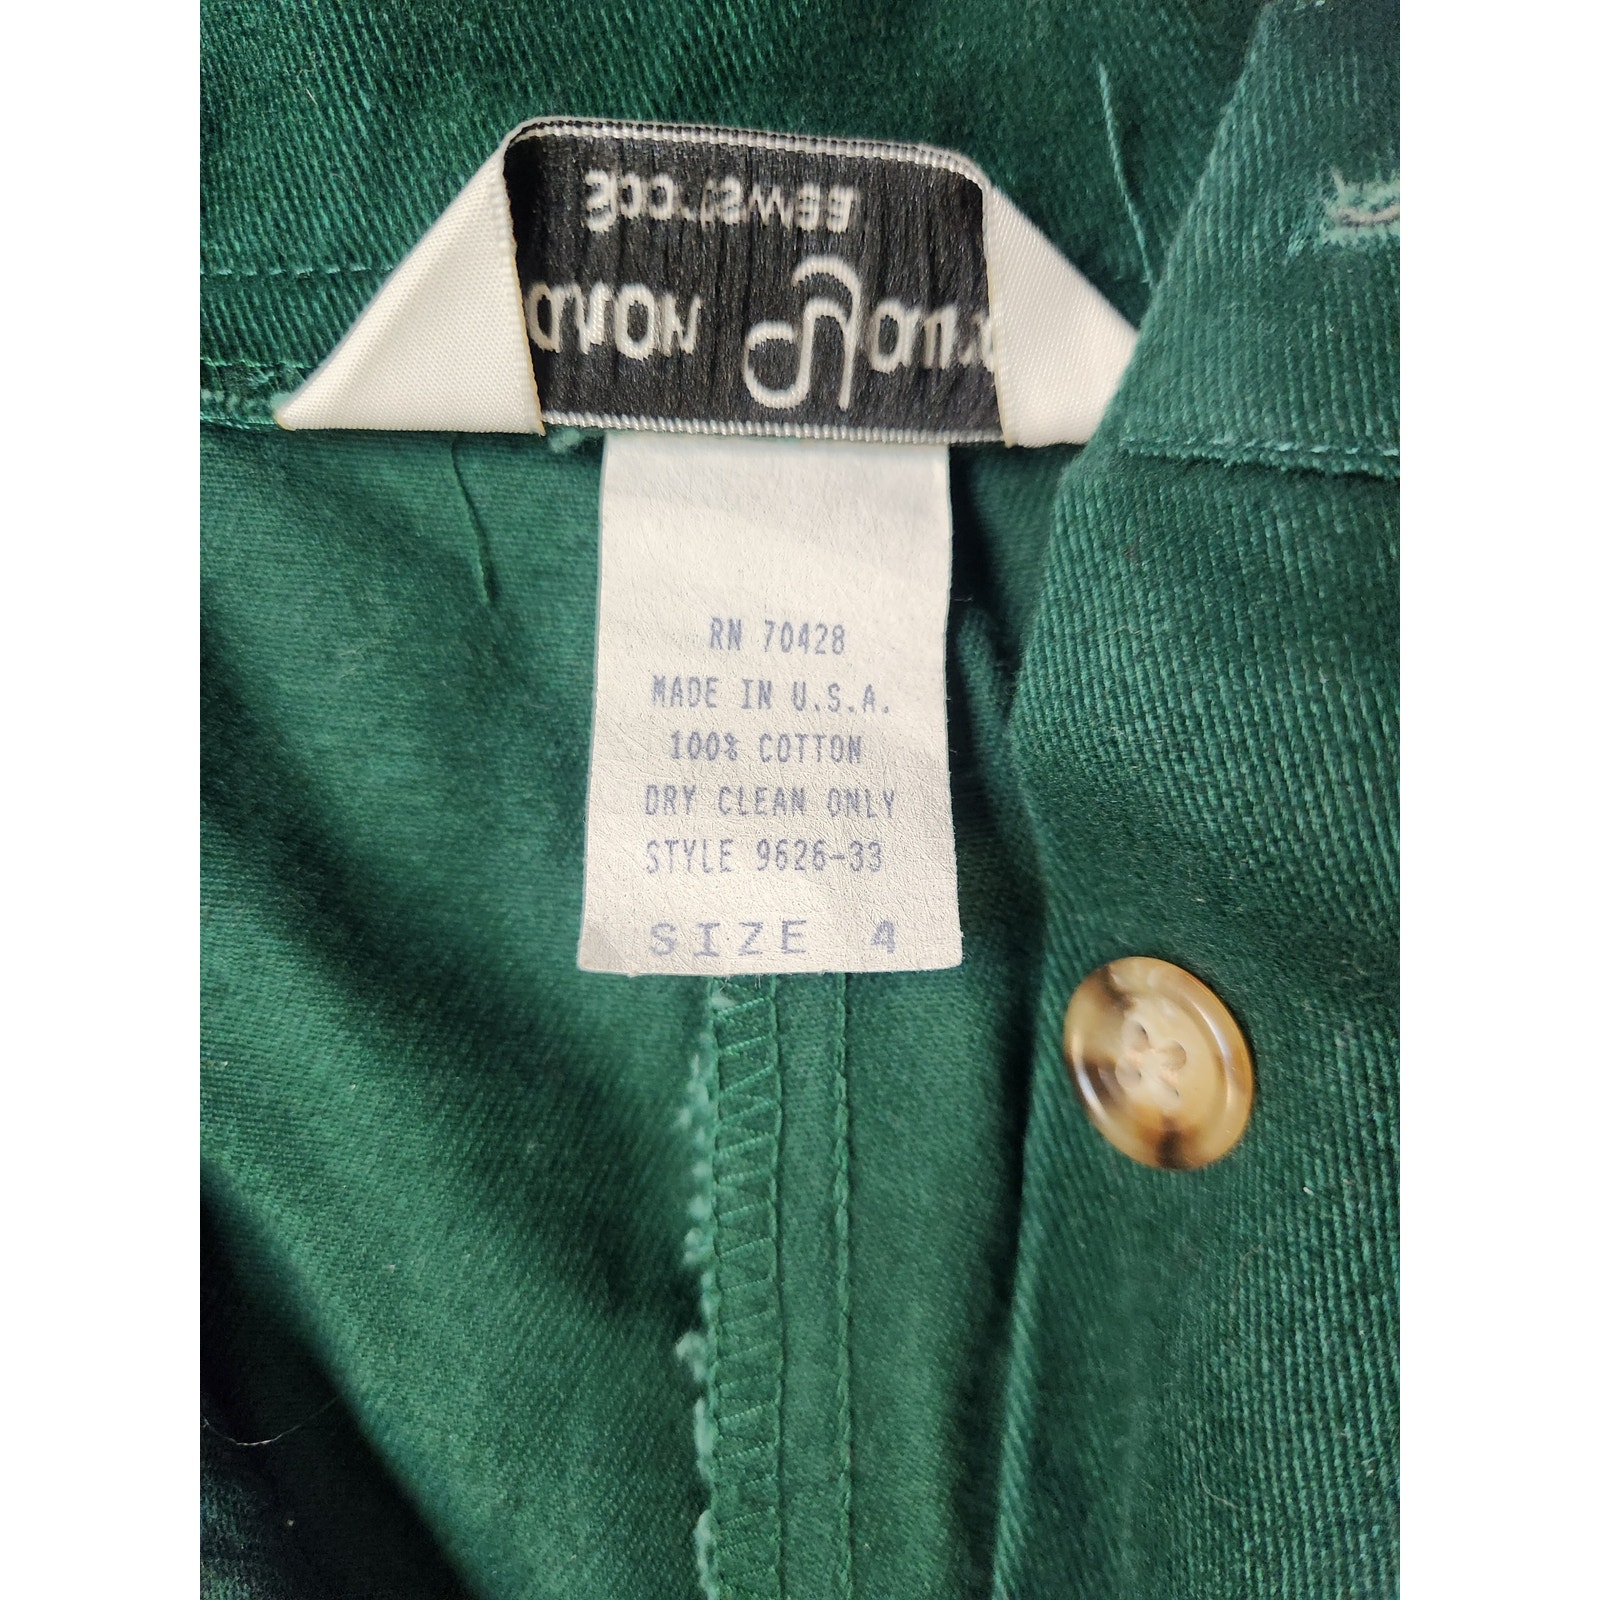 RN 70428
MADE IN U.S.A.
100% COTTON
DRY CLEAN ONLY
STYLE 9626-33
SIZE 4